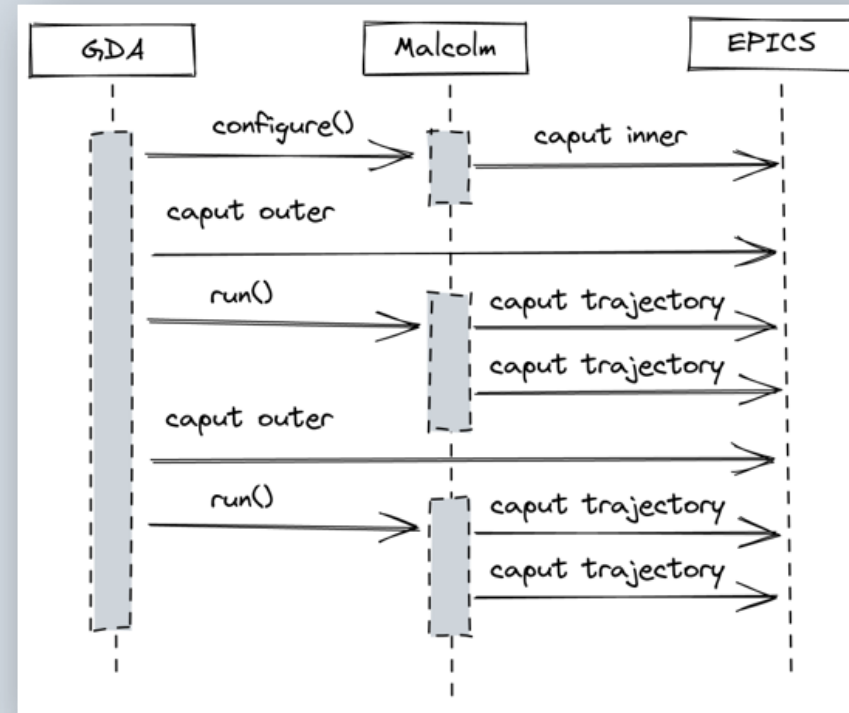 GDA
Malcolm
EPICS
configure()
caput inner
caput outer
run()
caput trajectory
caput trajectory
caput outer
run()
caput trajectory
caput trajectory